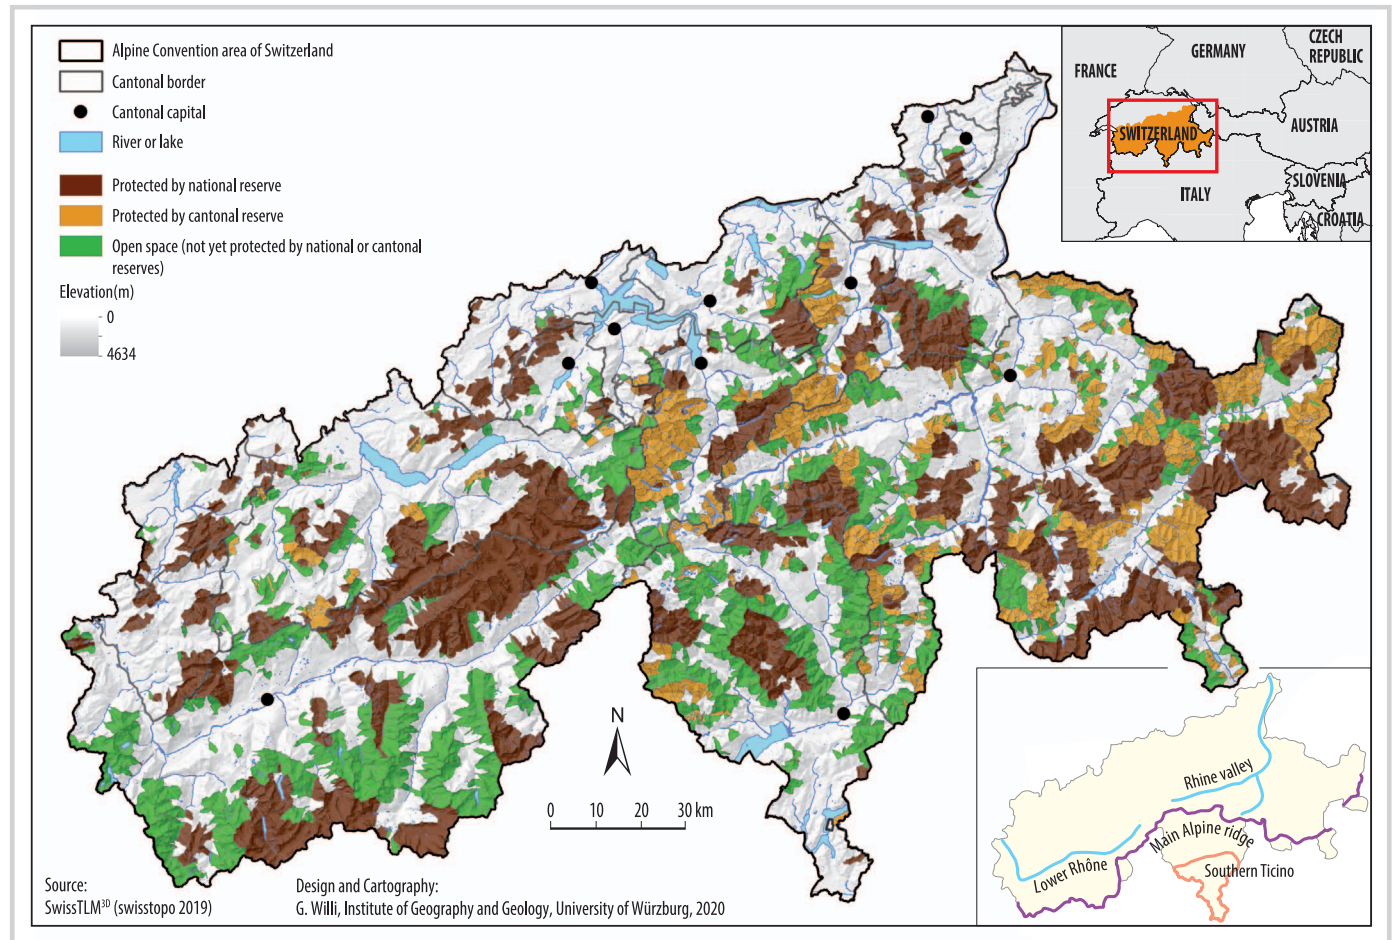 Alpine Convention area of Switzerland
Cantonal border
Cantonal capital
River or lake
Protected by national reserve
Protected by cantonal reserve
Open space (not yet protected by national or cantonal
reserves)
Elevation(m)
0
4634
FRANCE
GERMANY
CZECH
REPUBLIC
SWITZERLAND
AUSTRIA
ITALY
SLOVENIA
CROATIA
N
0 10 20 30 km
Rhine valley
Main Alpine ridge
Lower Rhône
Southern Ticino
Source:
SwissTLM3D (swisstopo 2019)
Design and Cartography:
G. Willi, Institute of Geography and Geology, University of Würzburg, 2020